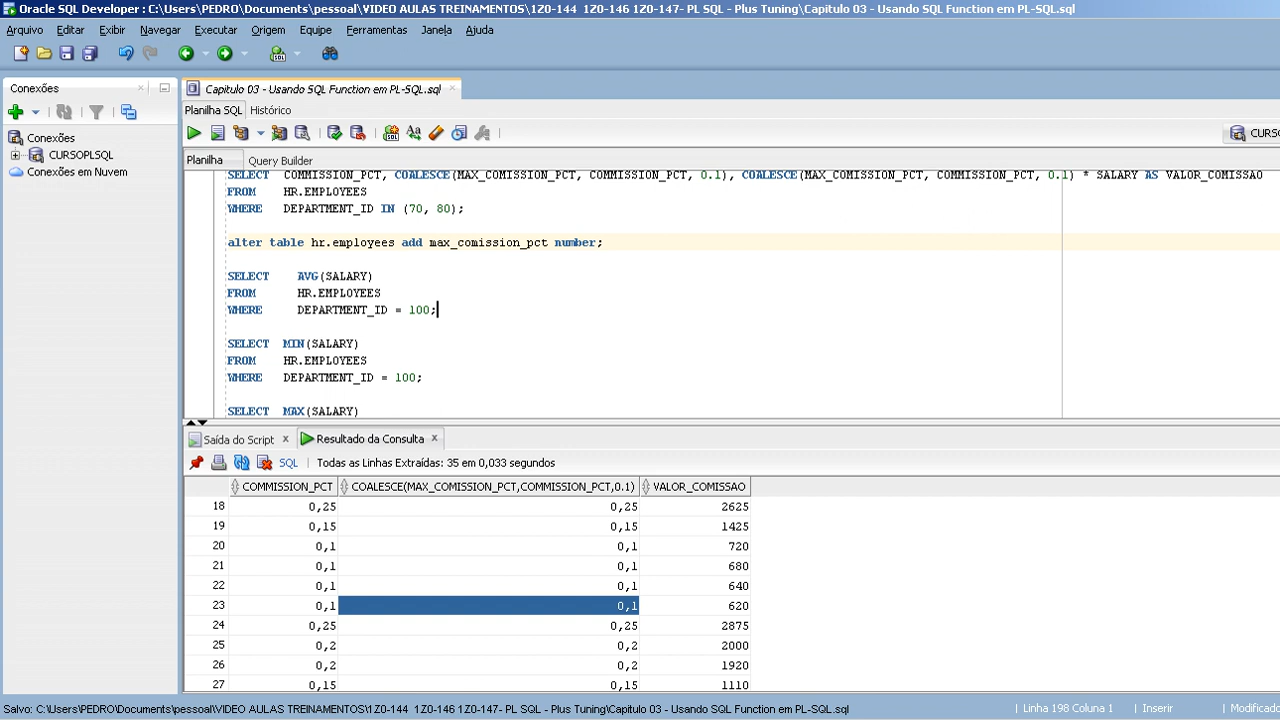 Oracle SQL Developer : C:\Users\PEDRO\Documents\pessoal\VIDEO AULAS TREINAMENTOS\1Z0-144 1Z0-146 1Z0-147- PL SQL - Plus Tuning\Capitulo 03 - Usando SQL Function em PL-SQL.sql
Arquivo Editar Exibir Navegar Executar Origem Equipe Ferramentas Janela Ajuda
Conexões
Capitulo 03 - Usando SQL Function em PL-SQL.sql
Planilha SQL Histórico
Conexões
CURSOPLSQL
Conexões em Nuvem
CURSO
Planilha Query Builder
SELECT COMMISSION_PCT, COALESCE(MAX_COMISSION_PCT, COMMISSION_PCT, 0.1), COALESCE(MAX_COMISSION_PCT, COMMISSION_PCT, 0.1) * SALARY AS VALOR_COMISSAO
FROM HR.EMPLOYEES
WHERE DEPARTMENT_ID IN (70, 80);
alter table hr.employees add max_comission_pct number;
SELECT AVG(SALARY)
FROM HR.EMPLOYEES
WHERE DEPARTMENT_ID = 100;
SELECT MIN(SALARY)
FROM HR.EMPLOYEES
WHERE DEPARTMENT_ID = 100;
SELECT MAX(SALARY)
Saída do Script Resultado da Consulta
SQL Todas as Linhas Extraídas: 35 em 0,033 segundos
COMMISSION_PCT COALESCE(MAX_COMISSION_PCT,COMMISSION_PCT,0.1) VALOR_COMISSAO
18 0,25 0,25 2625
19 0,15 0,15 1425
20 0,1 0,1 720
21 0,1 0,1 680
22 0,1 0,1 640
23 0,1 0,1 620
24 0,25 0,25 2875
25 0,2 0,2 2000
26 0,2 0,2 1920
27 0,15 0,15 1110
Salvo: C:\Users\PEDRO\Documents\pessoal\VIDEO AULAS TREINAMENTOS\1Z0-144 1Z0-146 1Z0-147- PL SQL - Plus Tuning\Capitulo 03 - Usando SQL Function em PL-SQL.sql
Linha 198 Coluna 1 Inserir Modificado